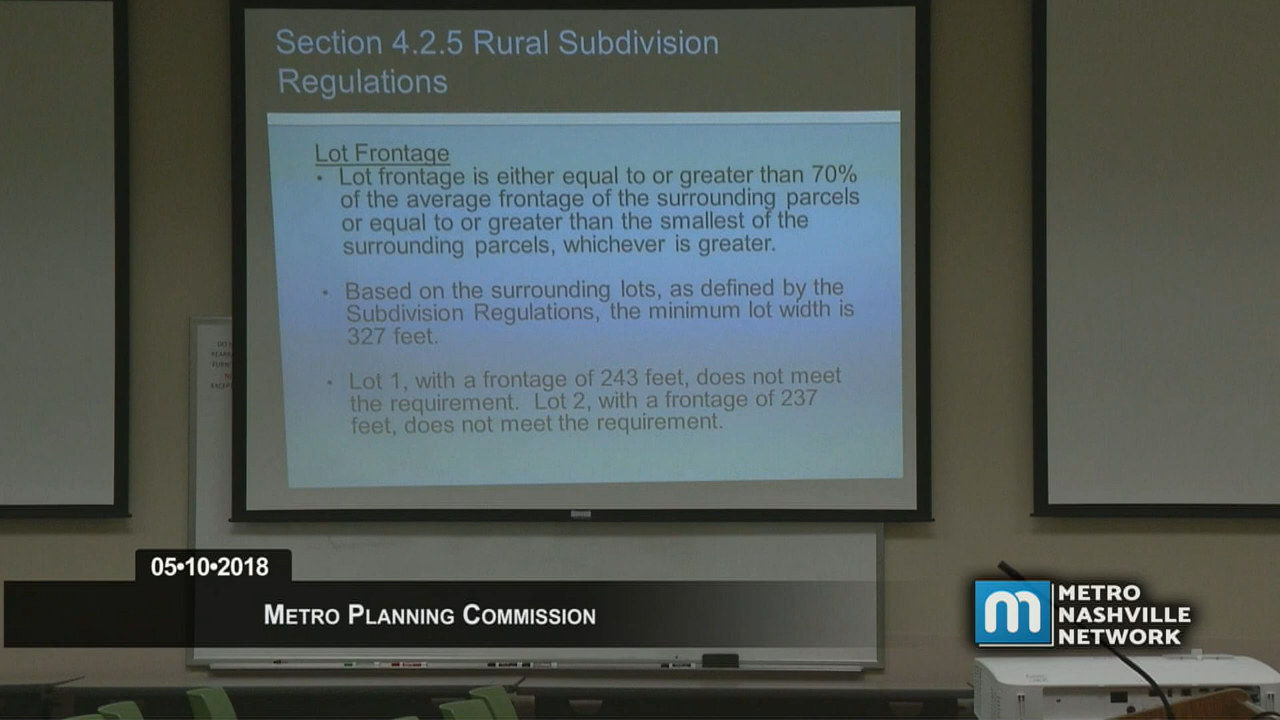 Section 4.2.5 Rural Subdivision
Regulations
Lot Frontage
• Lot frontage is either equal to or greater than 70%
of the average frontage of the surrounding parcels
or equal to or greater than the smallest of the
surrounding parcels, whichever is greater.
• Based on the surrounding lots, as defined by the
Subdivision Regulations, the minimum lot width is
327 feet.
• Lot 1, with a frontage of 243 feet, does not meet
the requirement. Lot 2, with a frontage of 237
feet, does not meet the requirement.
05•10•2018
METRO PLANNING COMMISSION
m METRO
NASHVILLE
NETWORK